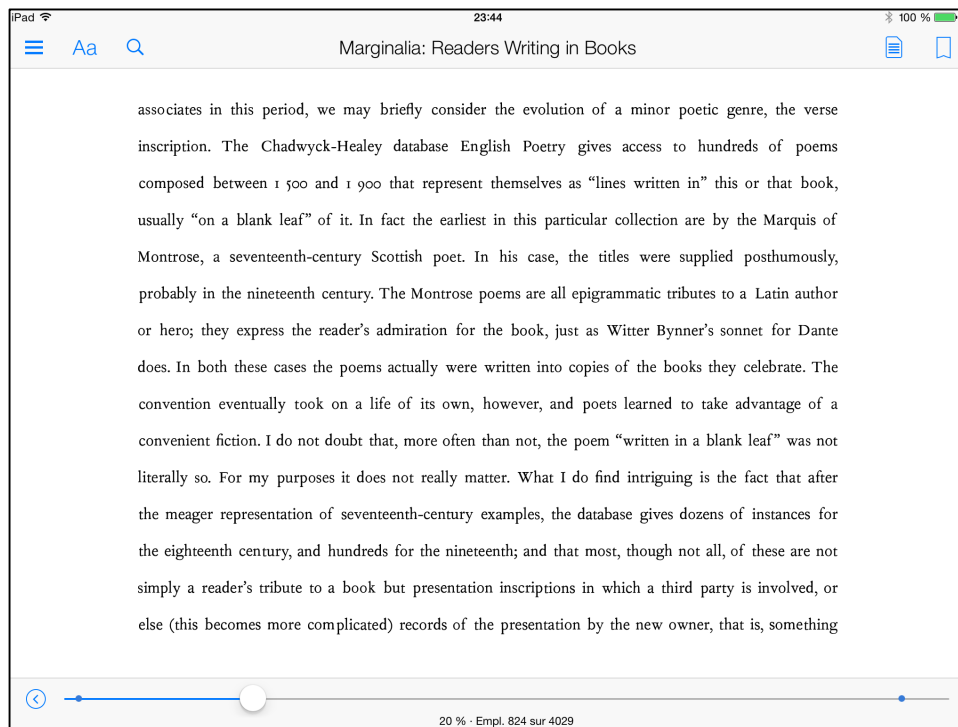 iPad 23:44 100 %
Aa Marginalia: Readers Writing in Books
associates in this period, we may briefly consider the evolution of a minor poetic genre, the verse
inscription. The Chadwyck-Healey database English Poetry gives access to hundreds of poems
composed between 1 500 and 1 900 that represent themselves as “lines written in” this or that book,
usually “on a blank leaf” of it. In fact the earliest in this particular collection are by the Marquis of
Montrose, a seventeenth-century Scottish poet. In his case, the titles were supplied posthumously,
probably in the nineteenth century. The Montrose poems are all epigrammatic tributes to a Latin author
or hero; they express the reader’s admiration for the book, just as Witter Bynner’s sonnet for Dante
does. In both these cases the poems actually were written into copies of the books they celebrate. The
convention eventually took on a life of its own, however, and poets learned to take advantage of a
convenient fiction. I do not doubt that, more often than not, the poem “written in a blank leaf” was not
literally so. For my purposes it does not really matter. What I do find intriguing is the fact that after
the meager representation of seventeenth-century examples, the database gives dozens of instances for
the eighteenth century, and hundreds for the nineteenth; and that most, though not all, of these are not
simply a reader’s tribute to a book but presentation inscriptions in which a third party is involved, or
else (this becomes more complicated) records of the presentation by the new owner, that is, something
20 % · Empl. 824 sur 4029